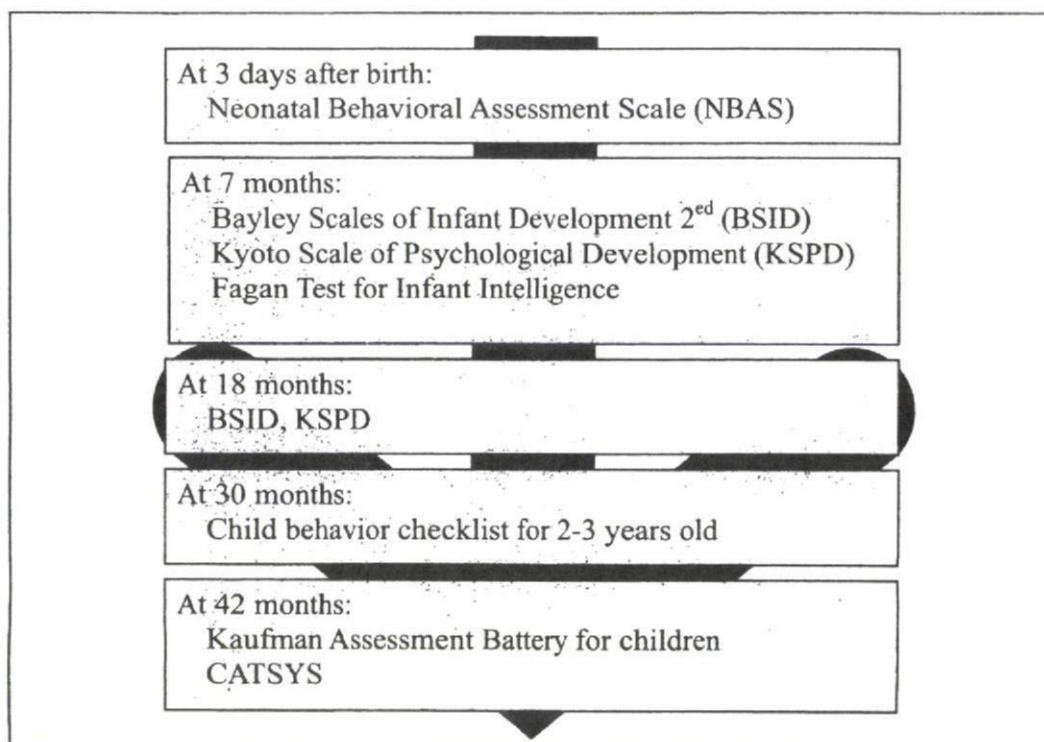 At 3 days after birth:
Neonatal Behavioral Assessment Scale (NBAS)
At 7 months:
Bayley Scales of Infant Development 2ed (BSID)
Kyoto Scale of Psychological Development (KSPD)
Fagan Test for Infant Intelligence
At 18 months:
BSID, KSPD
At 30 months:
Child behavior checklist for 2-3 years old
At 42 months:
Kaufman Assessment Battery for children
CATSYS